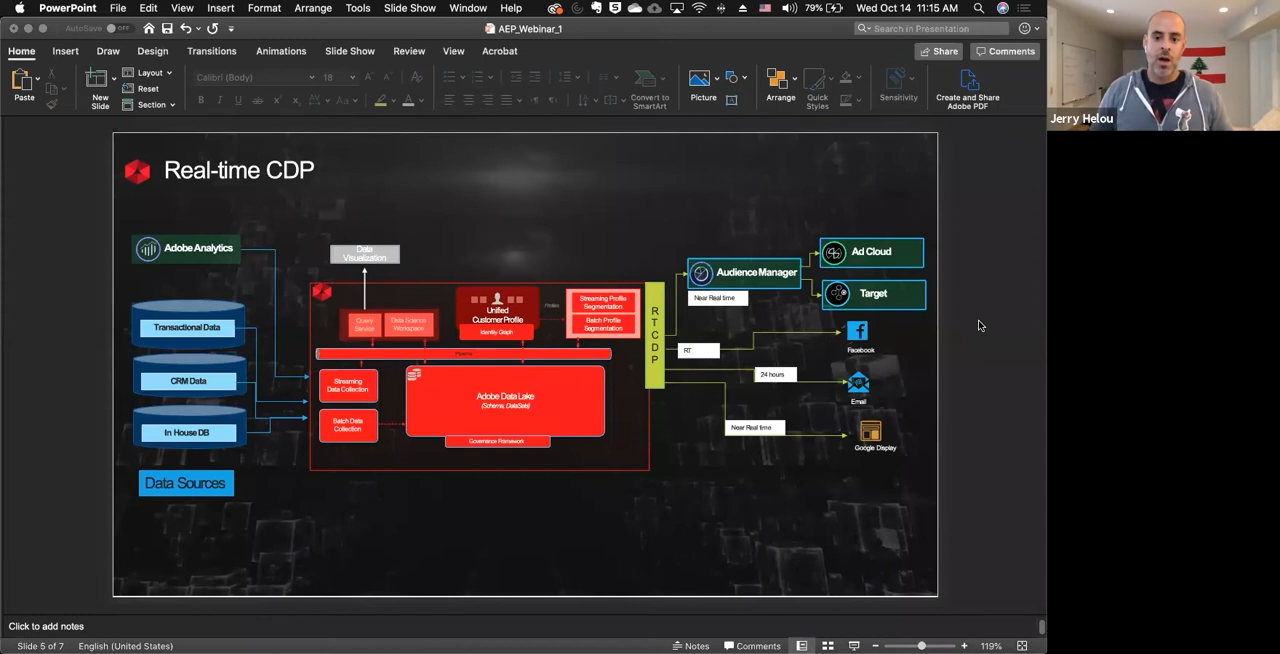 PowerPoint File Edit View Insert Format Arrange Tools Slide Show Window Help 79% Wed Oct 14 11:15 AM
AutoSave OFF AEP_Webinar_1 Search in Presentation
Home Insert Draw Design Transitions Animations Slide Show Review View Acrobat Share Comments
Paste
New
Slide
Layout
Reset
Section
Calibri (Body) 18
Convert to
SmartArt
Picture
Arrange
Quick
Styles
Sensitivity
Create and Share
Adobe PDF
Jerry Helou
Real-time CDP
Adobe Analytics
Transactional Data
CRM Data
In House DB
Data Sources
Data
Visualization
Query
Service
Data Science
Workspace
Unified
Customer Profile
Identity Graph
Profiles
Streaming Profile
Segmentation
Batch Profile
Segmentation
Streaming
Data Collection
Batch Data
Collection
Adobe Data Lake
(Schema, DataSets)
Governance Framework
R
T
C
D
P
Audience Manager
Near Real time
Ad Cloud
Target
RT
Facebook
24 hours
Email
Near Real time
Google Display
Click to add notes
Slide 5 of 7 English (United States) Notes Comments 119%